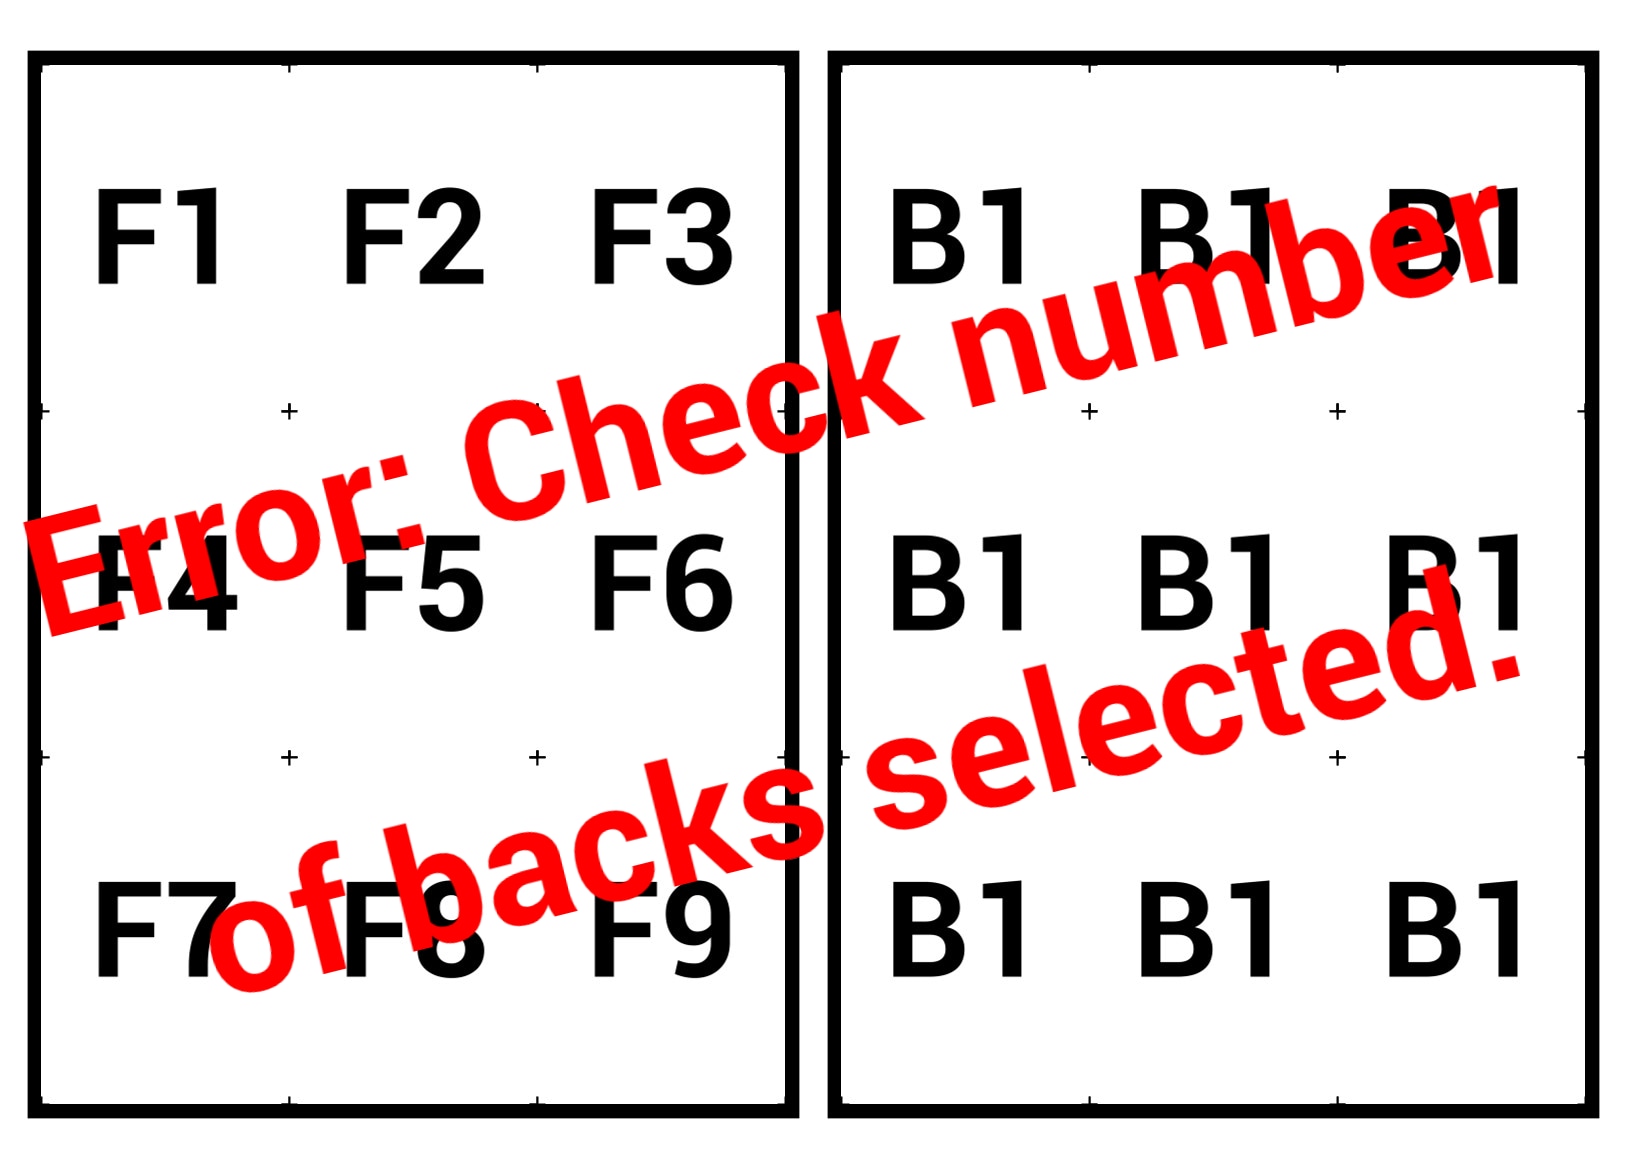 F1 F2 F3 B1 B1 B1
Error: Check number
F4 F5 F6 B1 B1 B1
of backs selected.
F7 F8 F9 B1 B1 B1